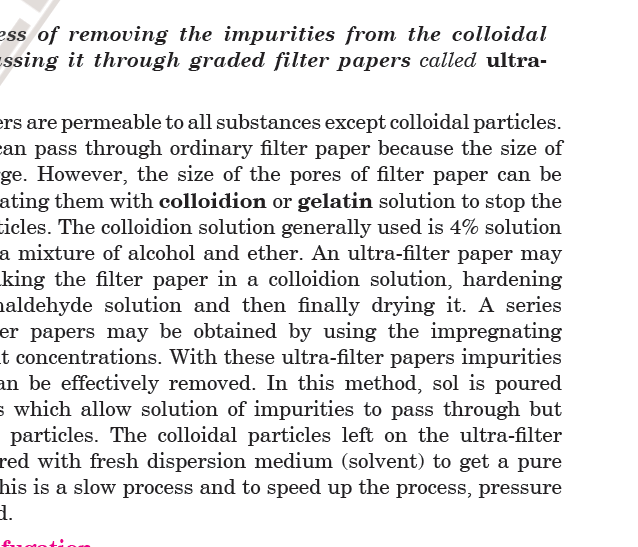 ess of removing the impurities from the colloidal
assing it through graded filter papers called ultra-
ers are permeable to all substances except colloidal particles.
can pass through ordinary filter paper because the size of
ge. However, the size of the pores of filter paper can be
ating them with colloidion or gelatin solution to stop the
ticles. The colloidion solution generally used is 4% solution
a mixture of alcohol and ether. An ultra-filter paper may
king the filter paper in a colloidion solution, hardening
naldehyde solution and then finally drying it. A series
er papers may be obtained by using the impregnating
t concentrations. With these ultra-filter papers impurities
an be effectively removed. In this method, sol is poured
s which allow solution of impurities to pass through but
particles. The colloidal particles left on the ultra-filter
red with fresh dispersion medium (solvent) to get a pure
his is a slow process and to speed up the process, pressure
d.
fugation